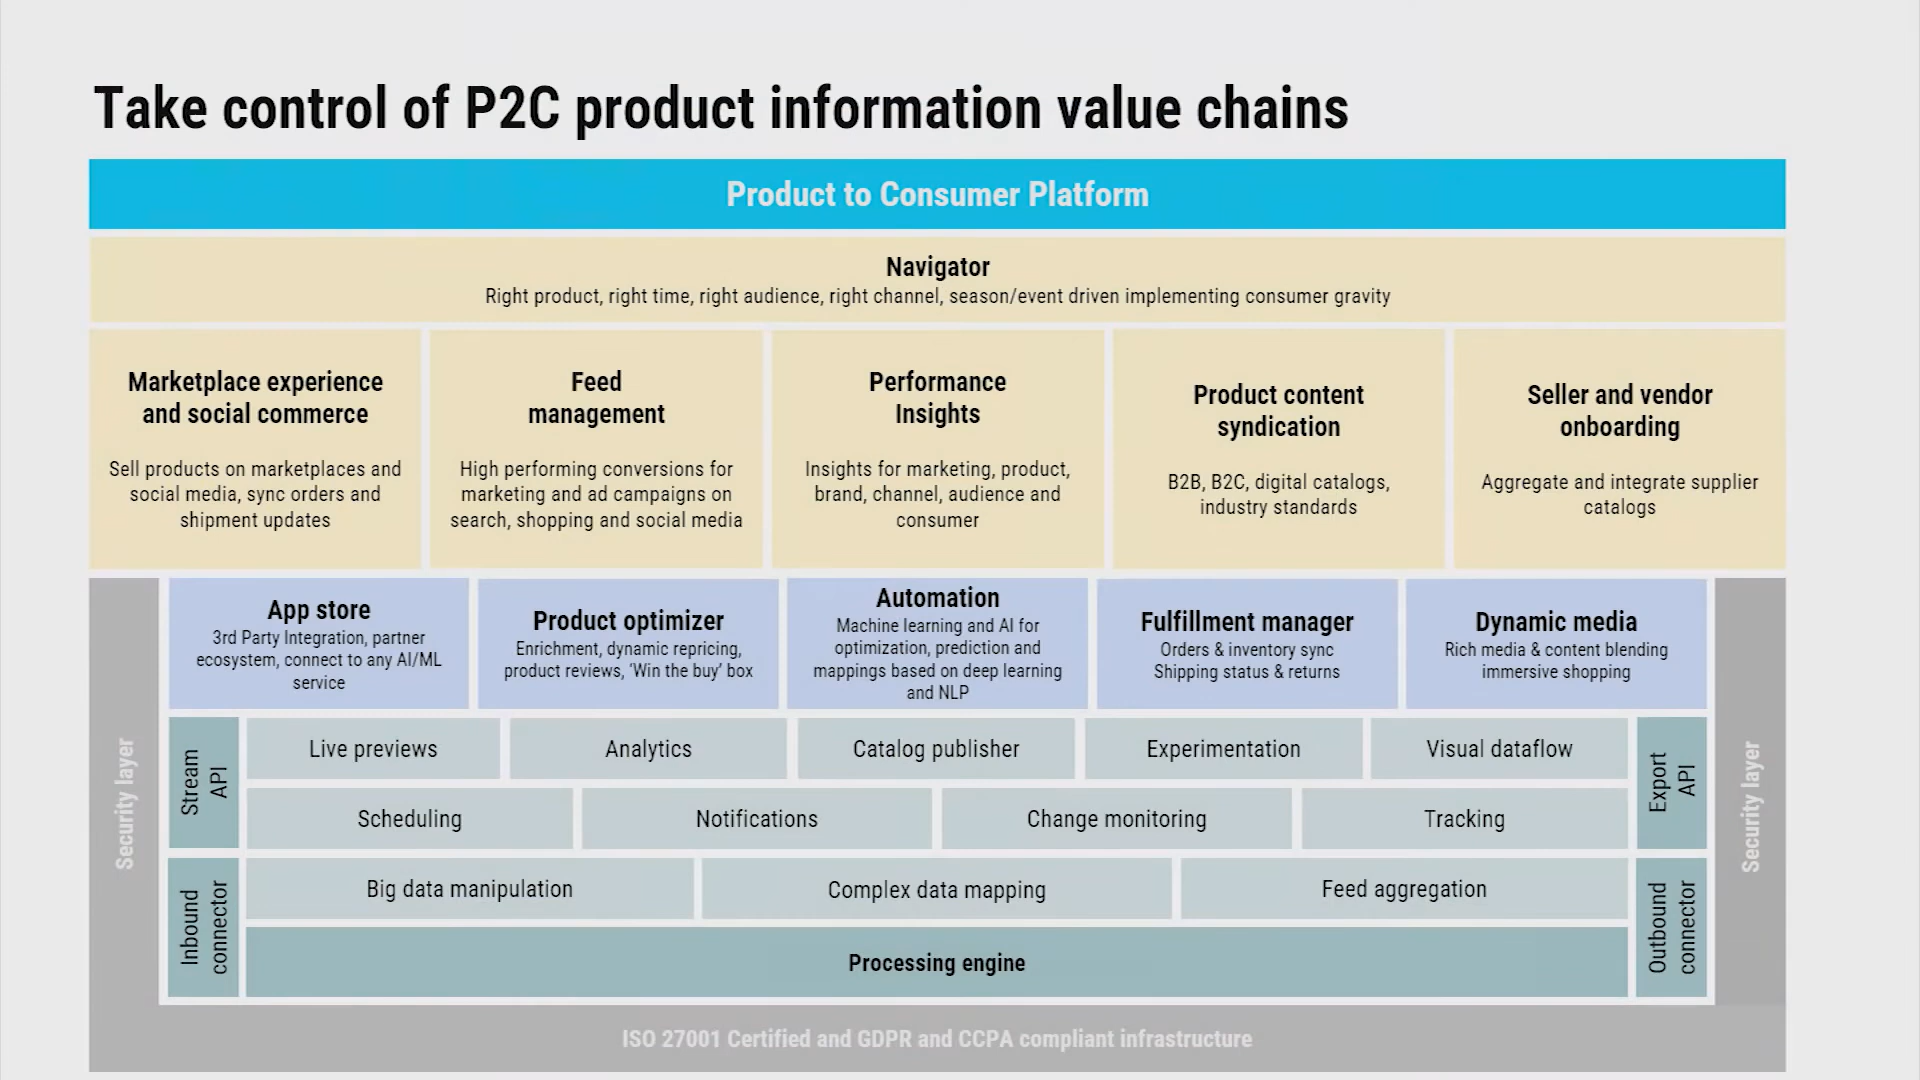 Take control of P2C product information value chains
Product to Consumer Platform
Navigator
Right product, right time, right audience, right channel, season/event driven implementing consumer gravity
Marketplace experience
and social commerce
Sell products on marketplaces and
social media, sync orders and
shipment updates
Feed
management
High performing conversions for
marketing and ad campaigns on
search, shopping and social media
Performance
Insights
Insights for marketing, product,
brand, channel, audience and
consumer
Product content
syndication
B2B, B2C, digital catalogs,
industry standards
Seller and vendor
onboarding
Aggregate and integrate supplier
catalogs
Security layer
App store
3rd Party Integration, partner
ecosystem, connect to any AI/ML
service
Product optimizer
Enrichment, dynamic repricing,
product reviews, ‘Win the buy’ box
Automation
Machine learning and AI for
optimization, prediction and
mappings based on deep learning
and NLP
Fulfillment manager
Orders & inventory sync
Shipping status & returns
Dynamic media
Rich media & content blending
immersive shopping
Security layer
Stream
API
Live previews
Analytics
Catalog publisher
Experimentation
Visual dataflow
Export
API
Scheduling
Notifications
Change monitoring
Tracking
Inbound
connector
Big data manipulation
Complex data mapping
Feed aggregation
Outbound
connector
Processing engine
ISO 27001 Certified and GDPR and CCPA compliant infrastructure